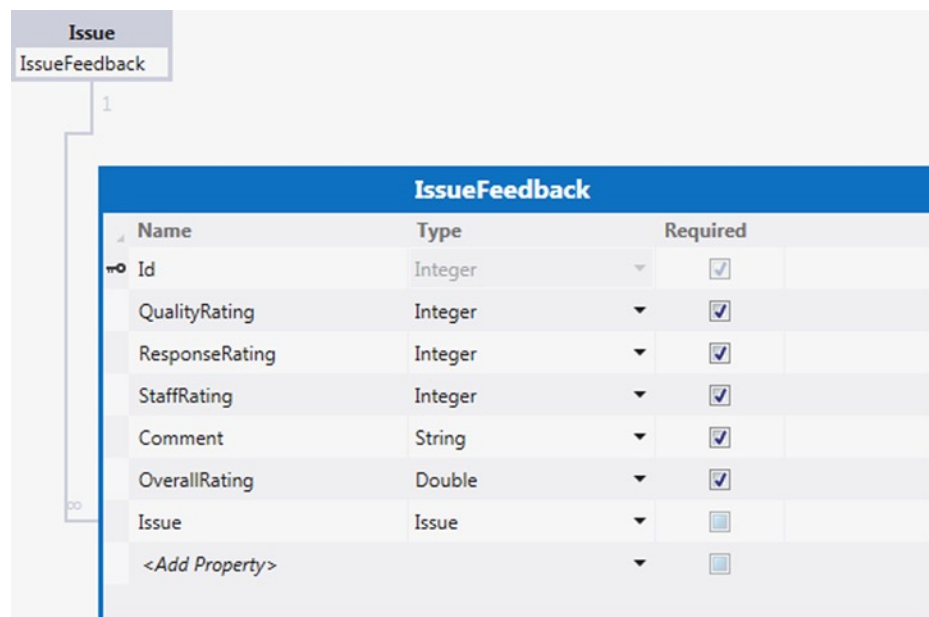 Issue
IssueFeedback
1
IssueFeedback
Name Type Required
Id Integer
QualityRating Integer
ResponseRating Integer
StaffRating Integer
Comment String
OverallRating Double
∞
Issue Issue
<Add Property>